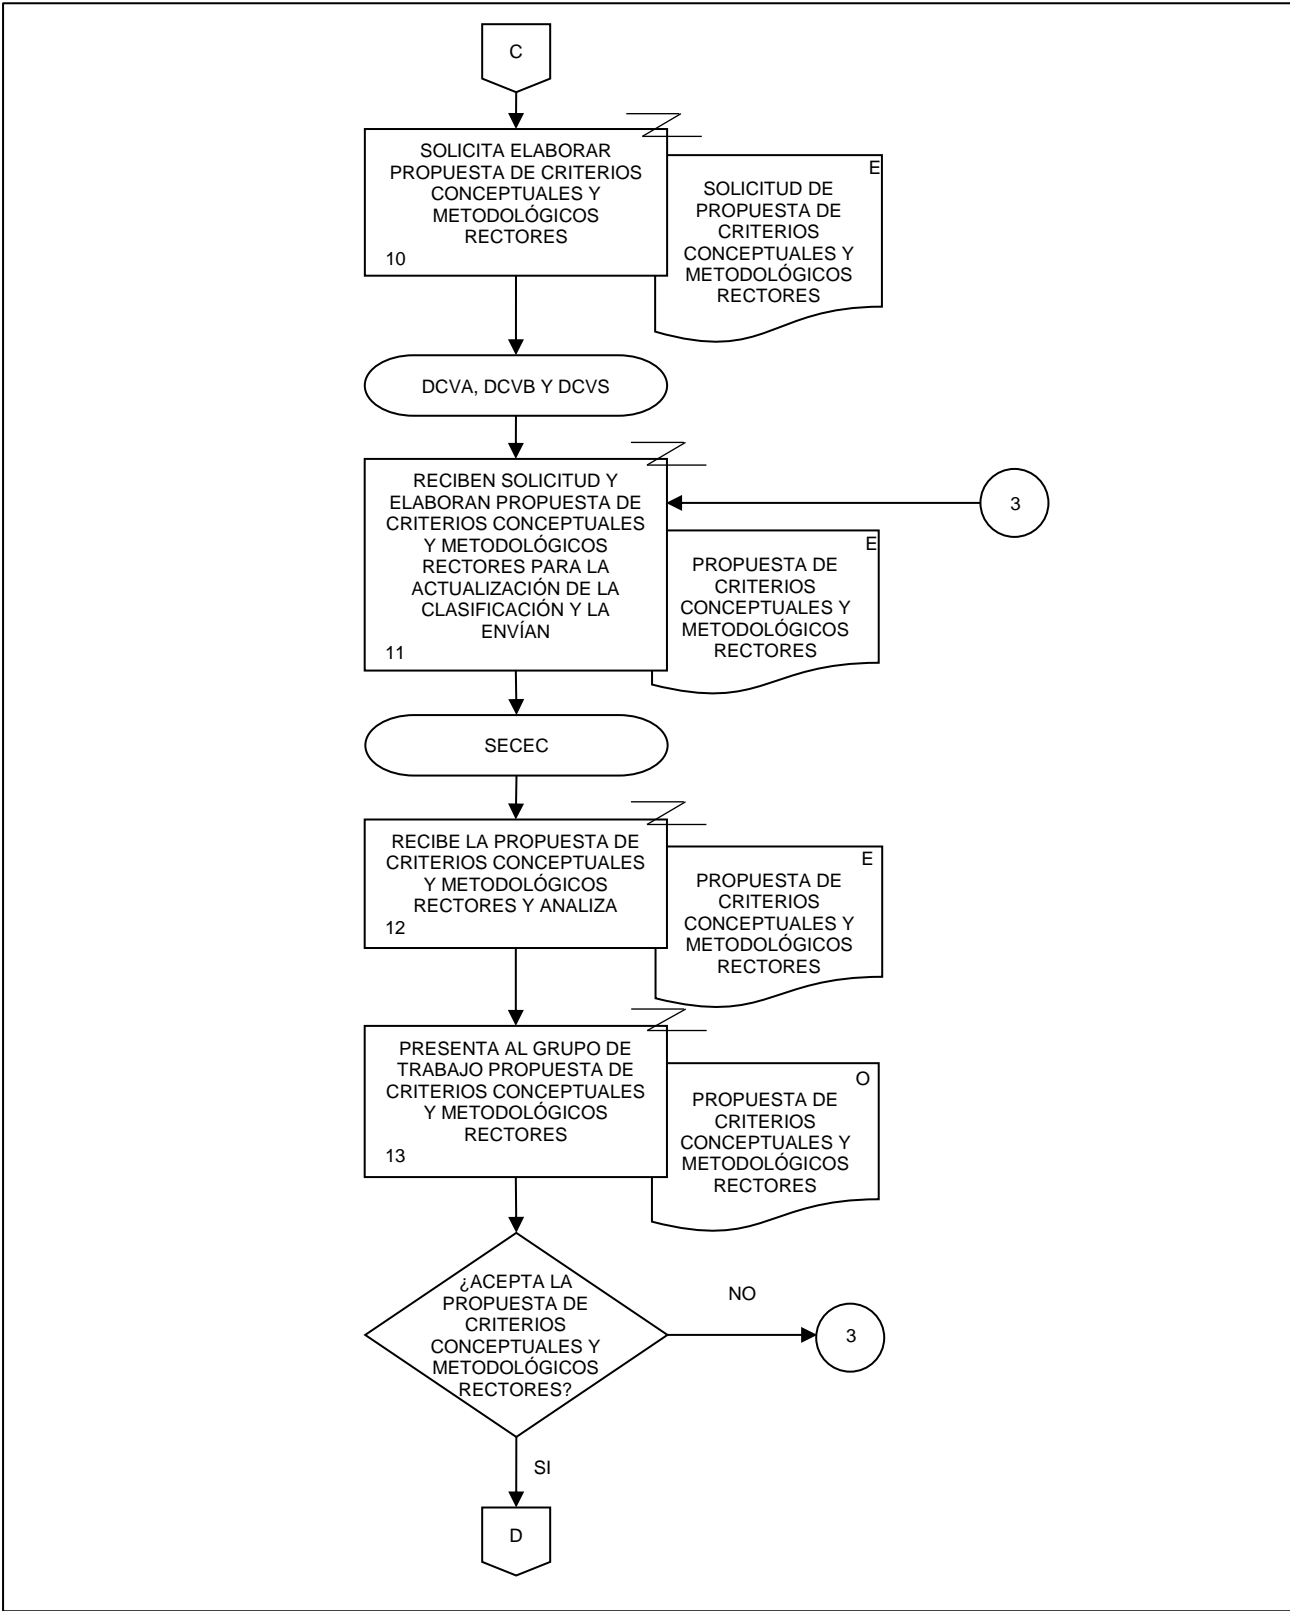 C
SOLICITA ELABORAR
PROPUESTA DE CRITERIOS
CONCEPTUALES Y
METODOLÓGICOS
RECTORES
10
E
SOLICITUD DE
PROPUESTA DE
CRITERIOS
CONCEPTUALES Y
METODOLÓGICOS
RECTORES
DCVA, DCVB Y DCVS
RECIBEN SOLICITUD Y
ELABORAN PROPUESTA DE
CRITERIOS CONCEPTUALES
Y METODOLÓGICOS
RECTORES PARA LA
ACTUALIZACIÓN DE LA
CLASIFICACIÓN Y LA
ENVÍAN
11
3
E
PROPUESTA DE
CRITERIOS
CONCEPTUALES Y
METODOLÓGICOS
RECTORES
SECEC
RECIBE LA PROPUESTA DE
CRITERIOS CONCEPTUALES
Y METODOLÓGICOS
RECTORES Y ANALIZA
12
E
PROPUESTA DE
CRITERIOS
CONCEPTUALES Y
METODOLÓGICOS
RECTORES
PRESENTA AL GRUPO DE
TRABAJO PROPUESTA DE
CRITERIOS CONCEPTUALES
Y METODOLÓGICOS
RECTORES
13
O
PROPUESTA DE
CRITERIOS
CONCEPTUALES Y
METODOLÓGICOS
RECTORES
¿ACEPTA LA
PROPUESTA DE
CRITERIOS
CONCEPTUALES Y
METODOLÓGICOS
RECTORES?
NO
3
SI
D